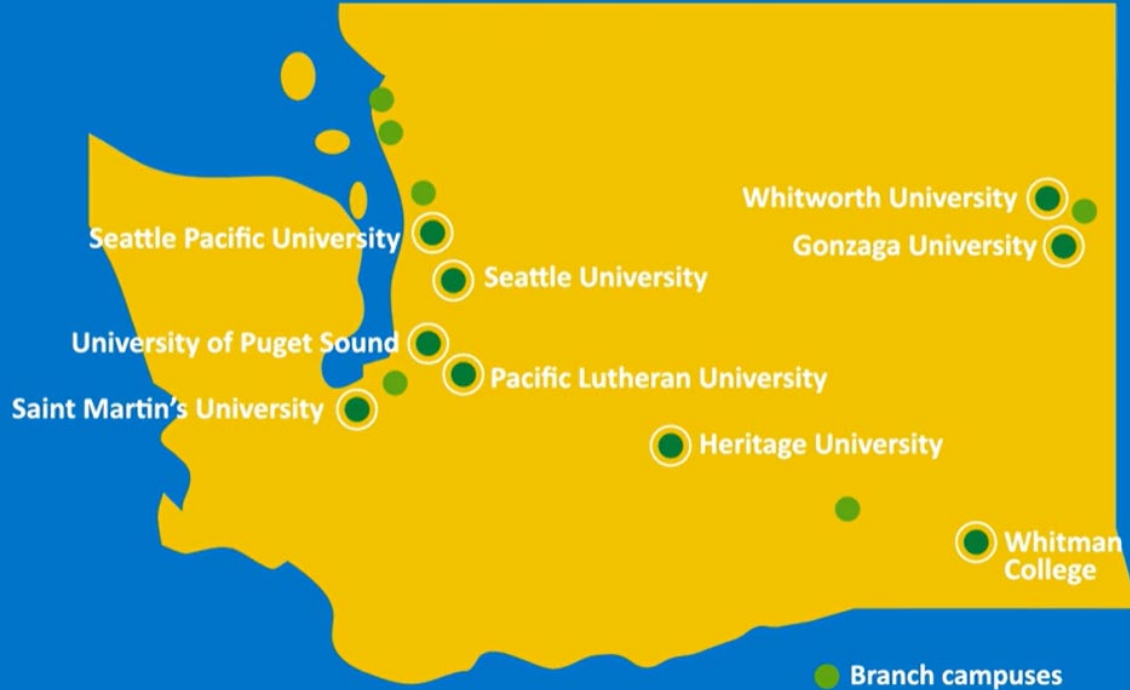 Whitworth University
Seattle Pacific University
Gonzaga University
Seattle University
University of Puget Sound
Pacific Lutheran University
Saint Martin's University
Heritage University
Whitman
College
Branch campuses